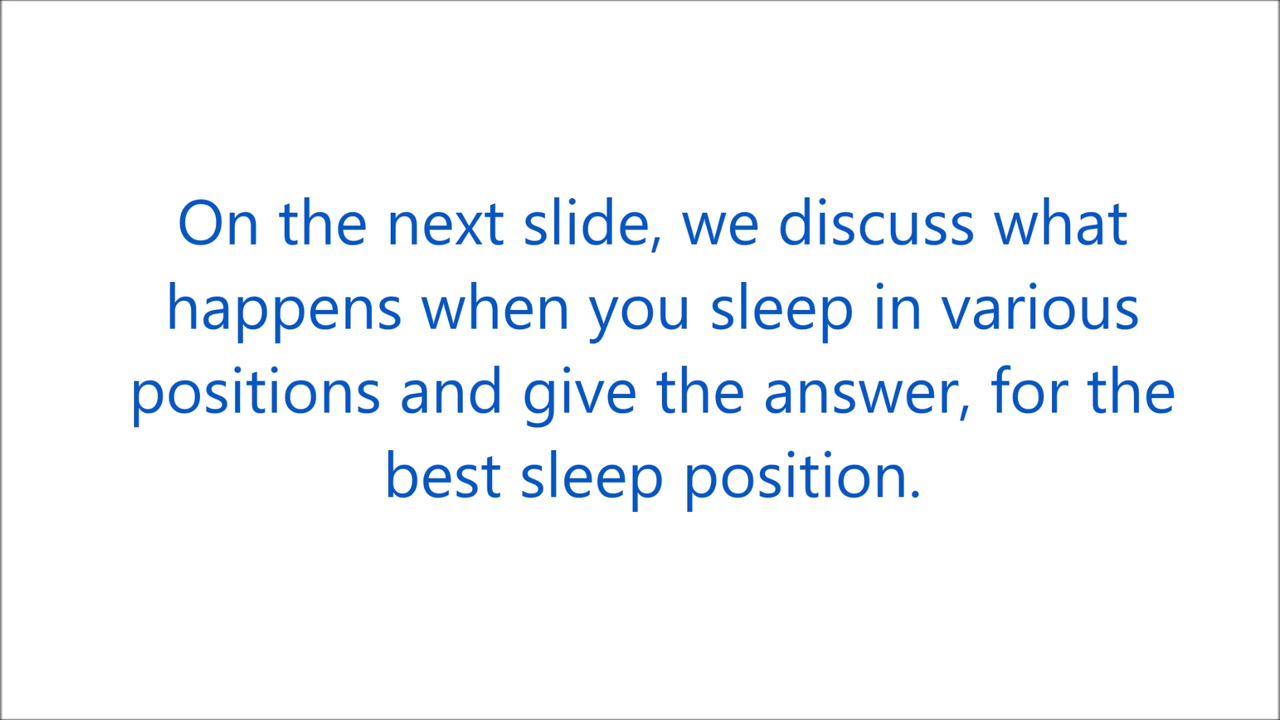 On the next slide, we discuss what
happens when you sleep in various
positions and give the answer, for the
best sleep position.